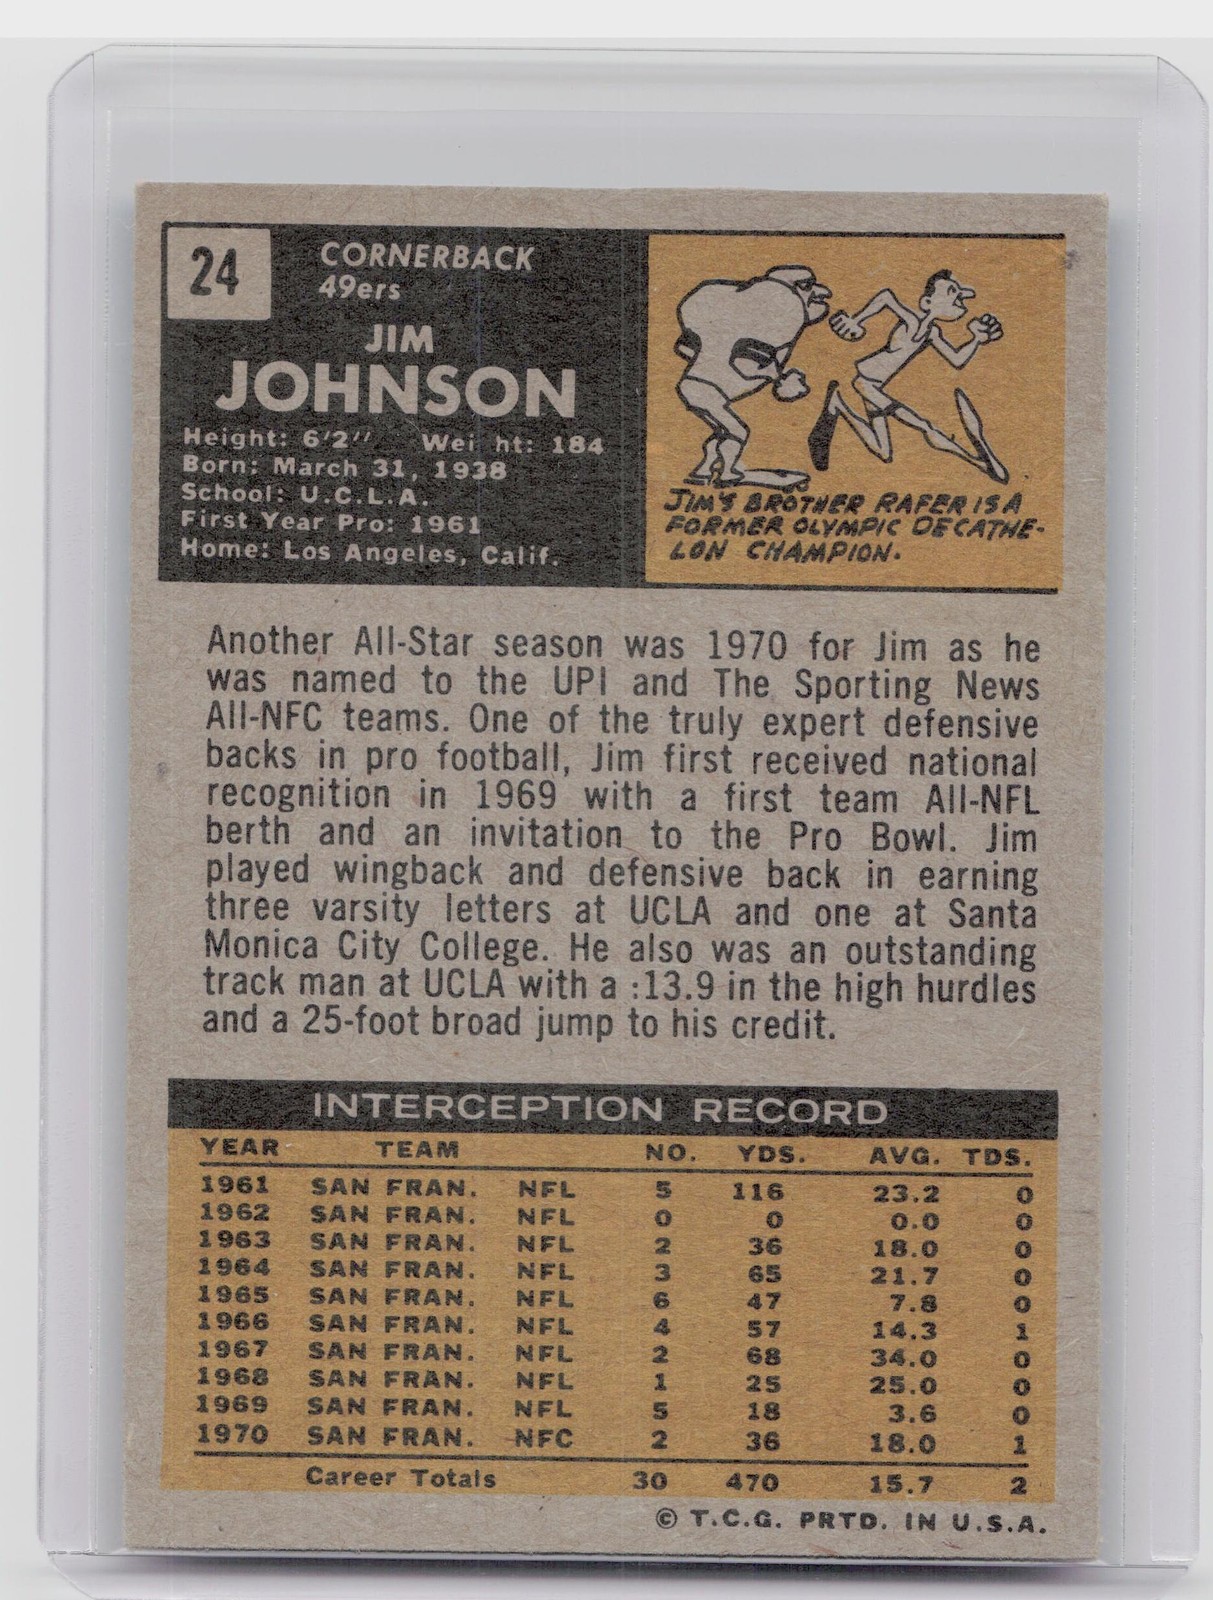 24
CORNERBACK
49ers
JIM
JOHNSON
Height: 6'2'' Wei ht: 184
Born: March 31, 1938
School: U.C.L.A.
First Year Pro: 1961
Home: Los Angeles, Calif.
JIM'S BROTHER RAFER IS A
FORMER OLYMPIC DECATHE-
LON CHAMPION.
Another All-Star season was 1970 for Jim as he
was named to the UPI and The Sporting News
All-NFC teams. One of the truly expert defensive
backs in pro football, Jim first received national
recognition in 1969 with a first team All-NFL
berth and an invitation to the Pro Bowl. Jim
played wingback and defensive back in earning
three varsity letters at UCLA and one at Santa
Monica City College. He also was an outstanding
track man at UCLA with a :13.9 in the high hurdles
and a 25-foot broad jump to his credit.
INTERCEPTION RECORD
YEAR TEAM NO. YDS. AVG. TDS.
1961 SAN FRAN. NFL 5 116 23.2 0
1962 SAN FRAN. NFL 0 0 0.0 0
1963 SAN FRAN. NFL 2 36 18.0 0
1964 SAN FRAN. NFL 3 65 21.7 0
1965 SAN FRAN. NFL 6 47 7.8 0
1966 SAN FRAN. NFL 4 57 14.3 1
1967 SAN FRAN. NFL 2 68 34.0 0
1968 SAN FRAN. NFL 1 25 25.0 0
1969 SAN FRAN. NFL 5 18 3.6 0
1970 SAN FRAN. NFC 2 36 18.0 1
Career Totals 30 470 15.7 2
© T.C.G. PRTD. IN U.S.A.